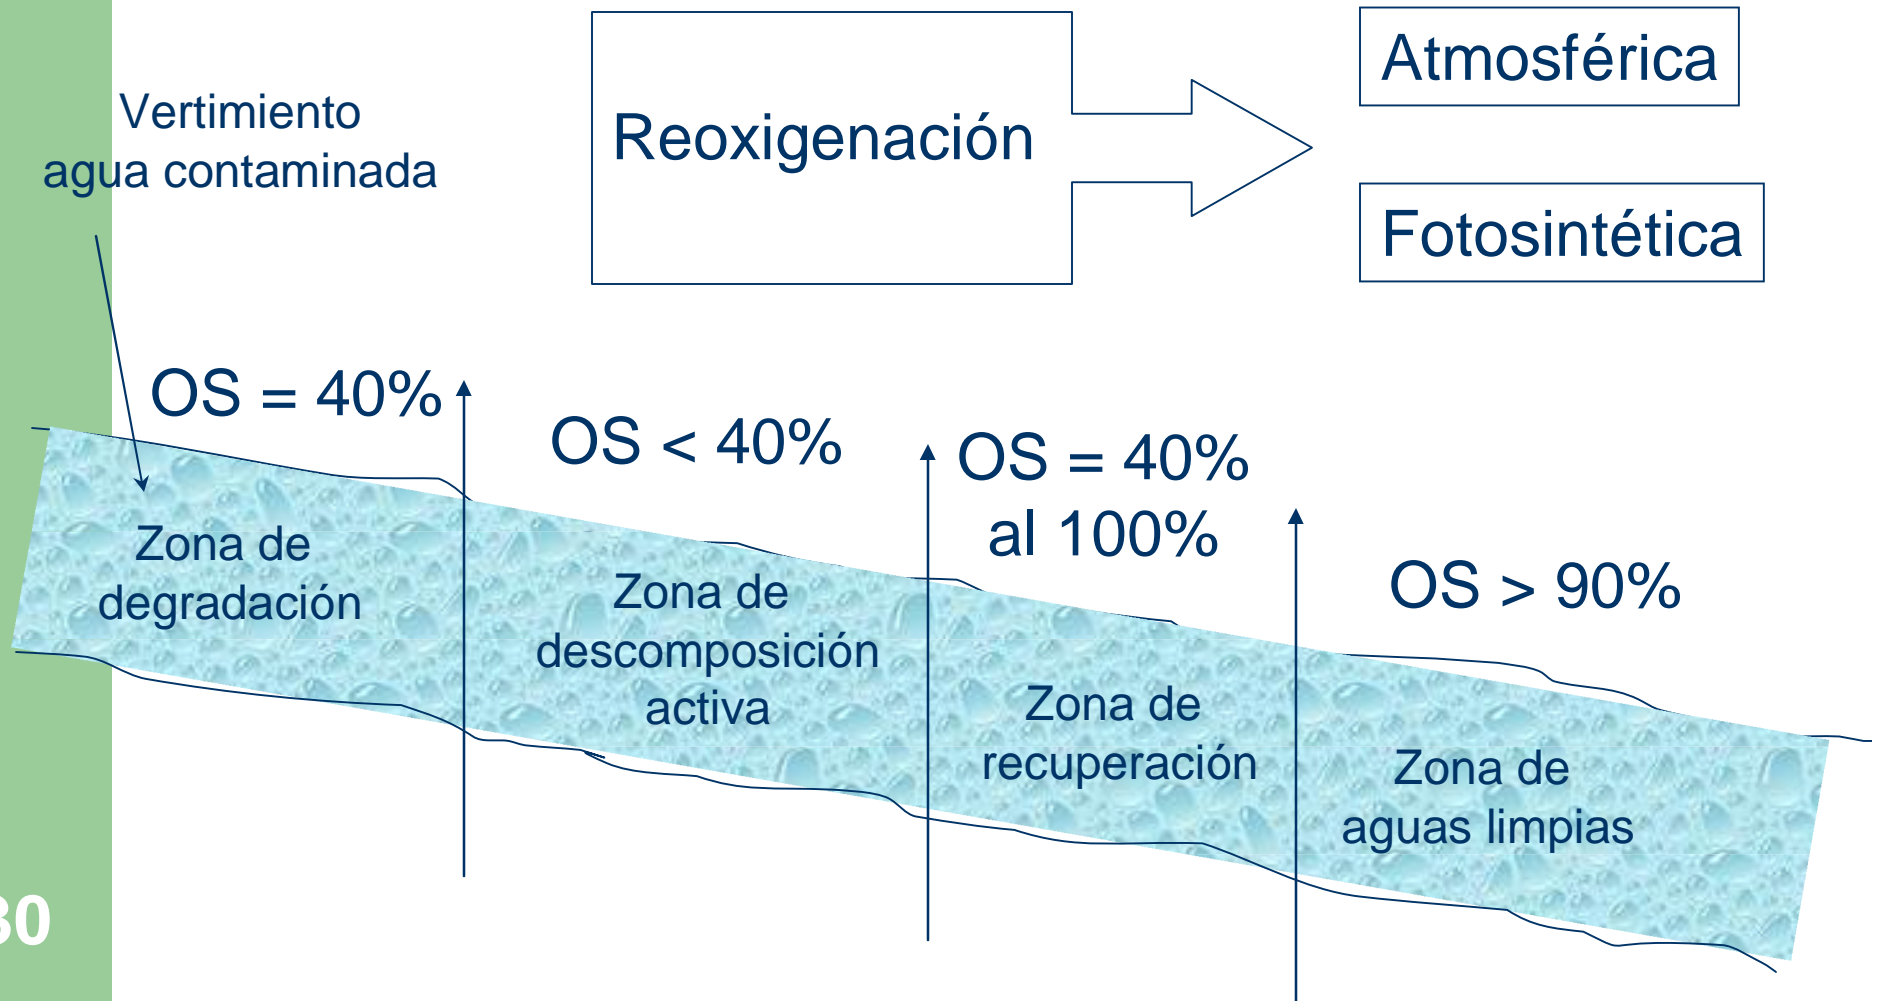 Vertimiento
agua contaminada
Reoxigenación
Atmosférica
Fotosintética
OS = 40%
OS < 40%
OS = 40%
al 100%
OS > 90%
Zona de
degradación
Zona de
descomposición
activa
Zona de
recuperación
Zona de
aguas limpias